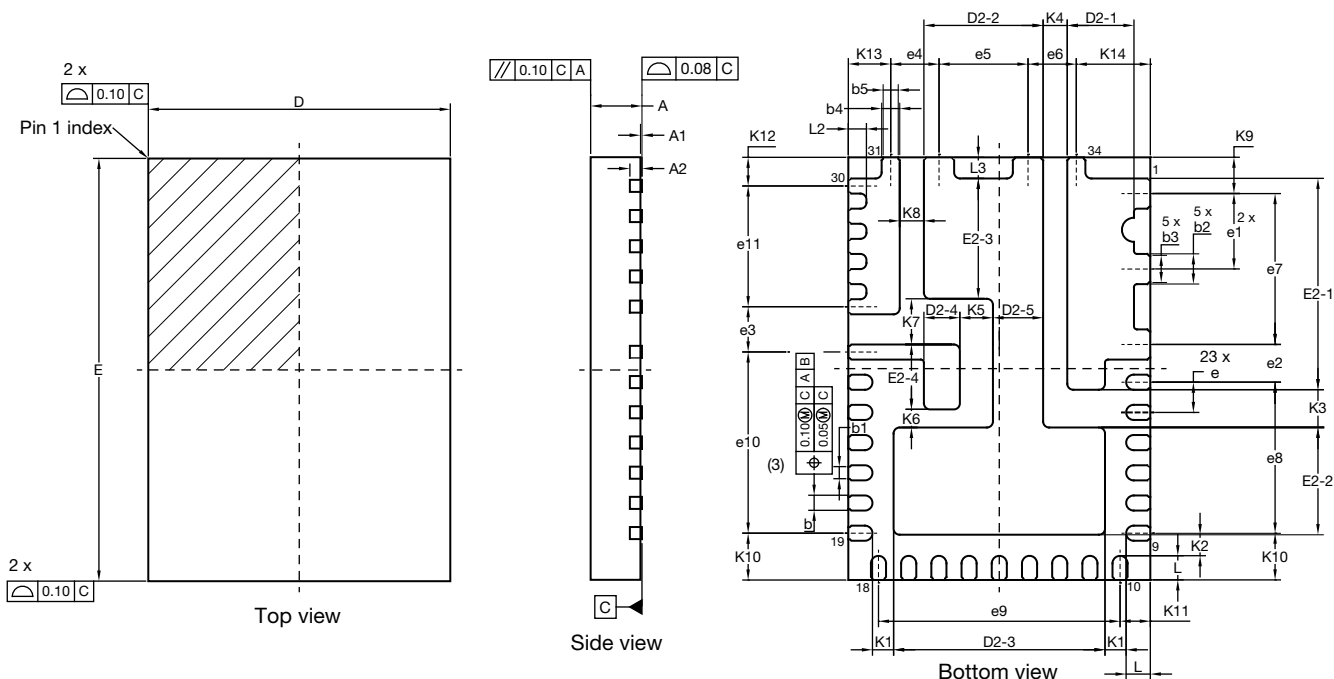 2 x
⌓ 0.10 C
D
Pin 1 index
E
2 x
⌓ 0.10 C
Top view
// 0.10 C A
⌓ 0.08 C
A
A1
A2
C
Side view
D2-2
K4
D2-1
K13
e4
e5
e6
K14
b5
b4
L2
K12
31
34
K9
30
L3
1
K8
5 x
b3
5 x
b2
e1
2 x
e11
E2-3
e7
E2-1
D2-4
K5
D2-5
K7
e3
e2
E2-4
23 x
e
K6
K3
⌖ 0.10Ⓜ C A B
0.05Ⓜ C
(3)
b1
e10
e8
E2-2
b
19
9
K2
K10
L
K10
18
10
e9
K11
K1
D2-3
K1
L
Bottom view